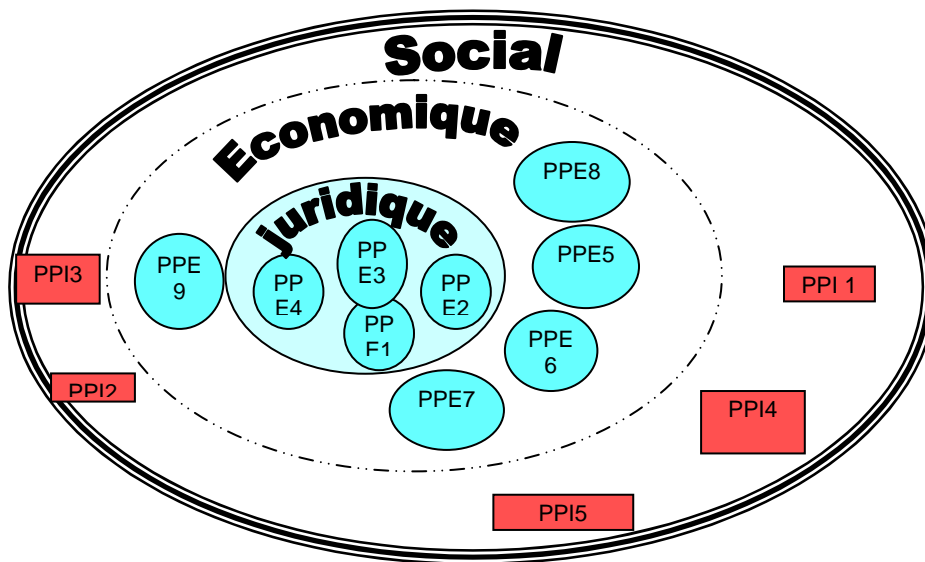 Social
Economique
juridique
PPE8
PPE5
PPE
9
PP
E3
PP
E4
PP
E2
PP
E1
PPE
6
PPE7
PPI3
PPI 1
PPI2
PPI4
PPI5